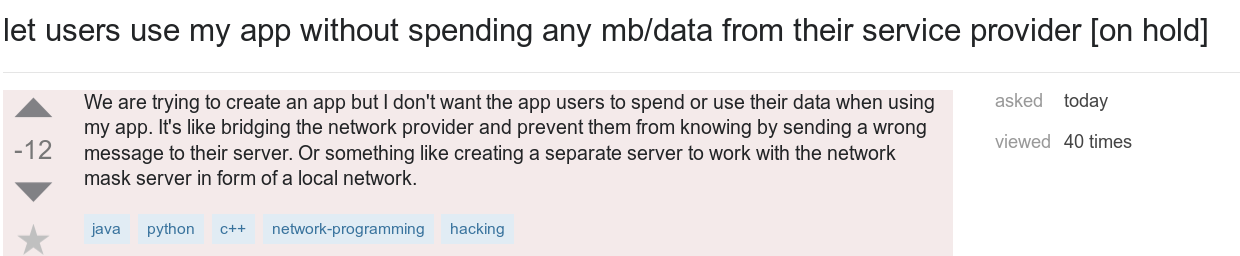 let users use my app without spending any mb/data from their service provider [on hold]
We are trying to create an app but I don't want the app users to spend or use their data when using
my app. It's like bridging the network provider and prevent them from knowing by sending a wrong
message to their server. Or something like creating a separate server to work with the network
mask server in form of a local network.
-12
java python c++ network-programming hacking
asked today
viewed 40 times